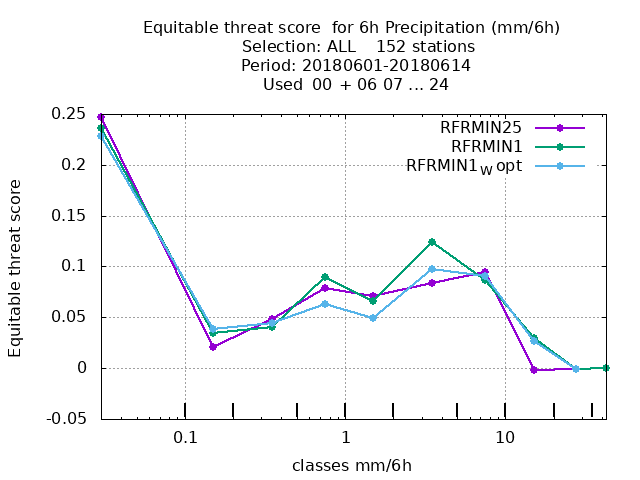 Equitable threat score  for 6h Precipitation (mm/6h)
Selection: ALL    152 stations
Period: 20180601-20180614
Used  00  + 06 07 ... 24
RFRMIN25
RFRMIN1
RFRMIN1W opt
0.25
0.2
0.15
0.1
0.05
0
-0.05
Equitable threat score
0.1
1
10
classes mm/6h